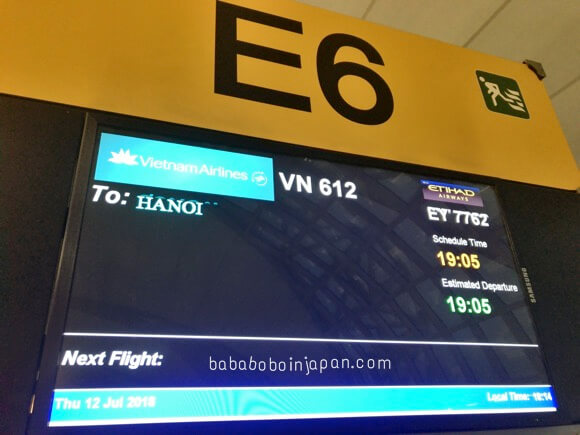 E6
Vietnam Airlines
VN 612
ETIHAD
AIRWAYS
To: HANOI
EY 7762
Schedule Time
19:05
Estimated Departure
19:05
SAMSUNG
Next Flight:
bababoboinjapan.com
Thu 12 Jul 2018
Local Time: 18:14